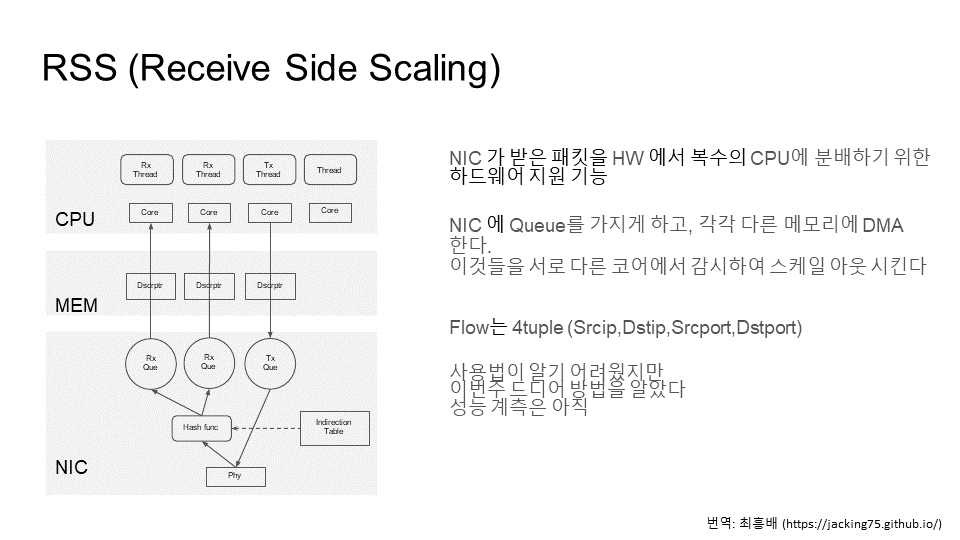 RSS (Receive Side Scaling)
Rx
Thread
Rx
Thread
Tx
Thread
Thread
CPU
Core
Core
Core
Core
MEM
Dscrptr
Dscrptr
Dscrptr
Rx
Que
Rx
Que
Tx
Que
Hash func
Indirection
Table
NIC
Phy
NIC 가 받은 패킷을 HW 에서 복수의 CPU에 분배하기 위한
하드웨어 지원 기능
NIC 에 Queue를 가지게 하고, 각각 다른 메모리에 DMA
한다.
이것들을 서로 다른 코어에서 감시하여 스케일 아웃 시킨다
Flow는 4tuple (Srcip,Dstip,Srcport,Dstport)
사용법이 알기 어려웠지만
이번주 드디어 방법을 알았다
성능 계측은 아직
번역: 최흥배 (https://jacking75.github.io/)